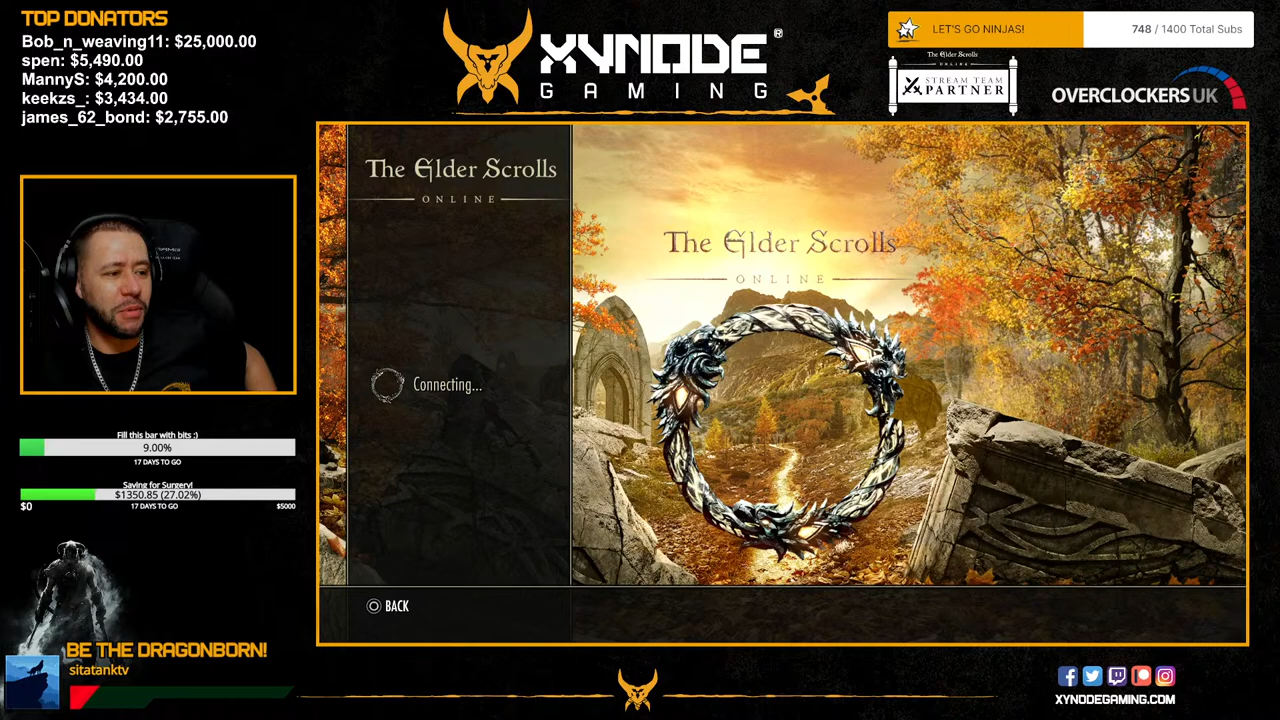 TOP DONATORS
Bob_n_weaving11: $25,000.00
spen: $5,490.00
MannyS: $4,200.00
keekzs_: $3,434.00
james_62_bond: $2,755.00
XYNODE®
GAMING
LET'S GO NINJAS!
748 / 1400 Total Subs
The Elder Scrolls
ONLINE
STREAM TEAM
PARTNER
OVERCLOCKERS UK
The Elder Scrolls
ONLINE
The Elder Scrolls
ONLINE
Connecting...
BACK
Fill this bar with bits :)
9.00%
17 DAYS TO GO
Saving for Surgery!
$1350.85 (27.02%)
$0
17 DAYS TO GO
$5000
BE THE DRAGONBORN!
sitatanktv
XYNODEGAMING.COM